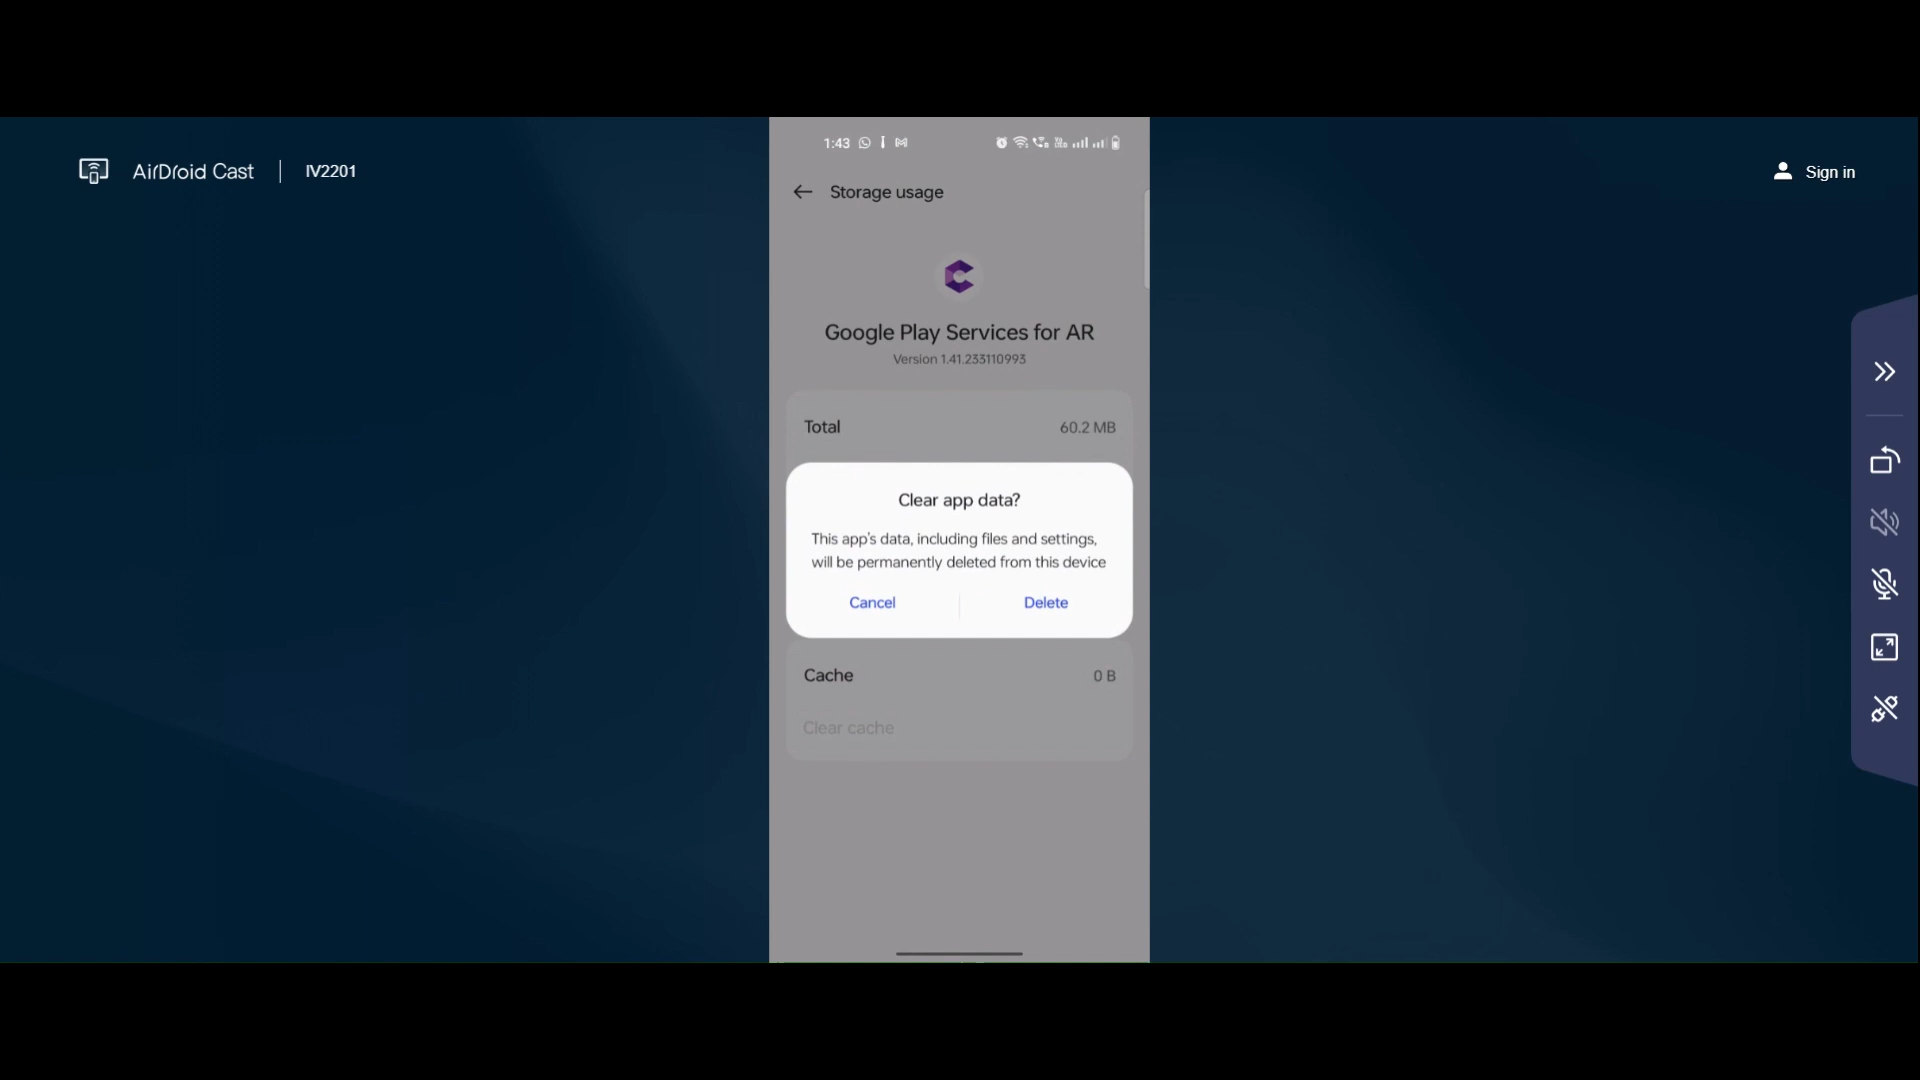 AirDroid Cast
IV2201
Sign in
1:43
Storage usage
Google Play Services for AR
Version 1.41.233110993
Total
60.2 MB
Clear app data?
This app's data, including files and settings,
will be permanently deleted from this device
Cancel
Delete
Cache
0 B
Clear cache